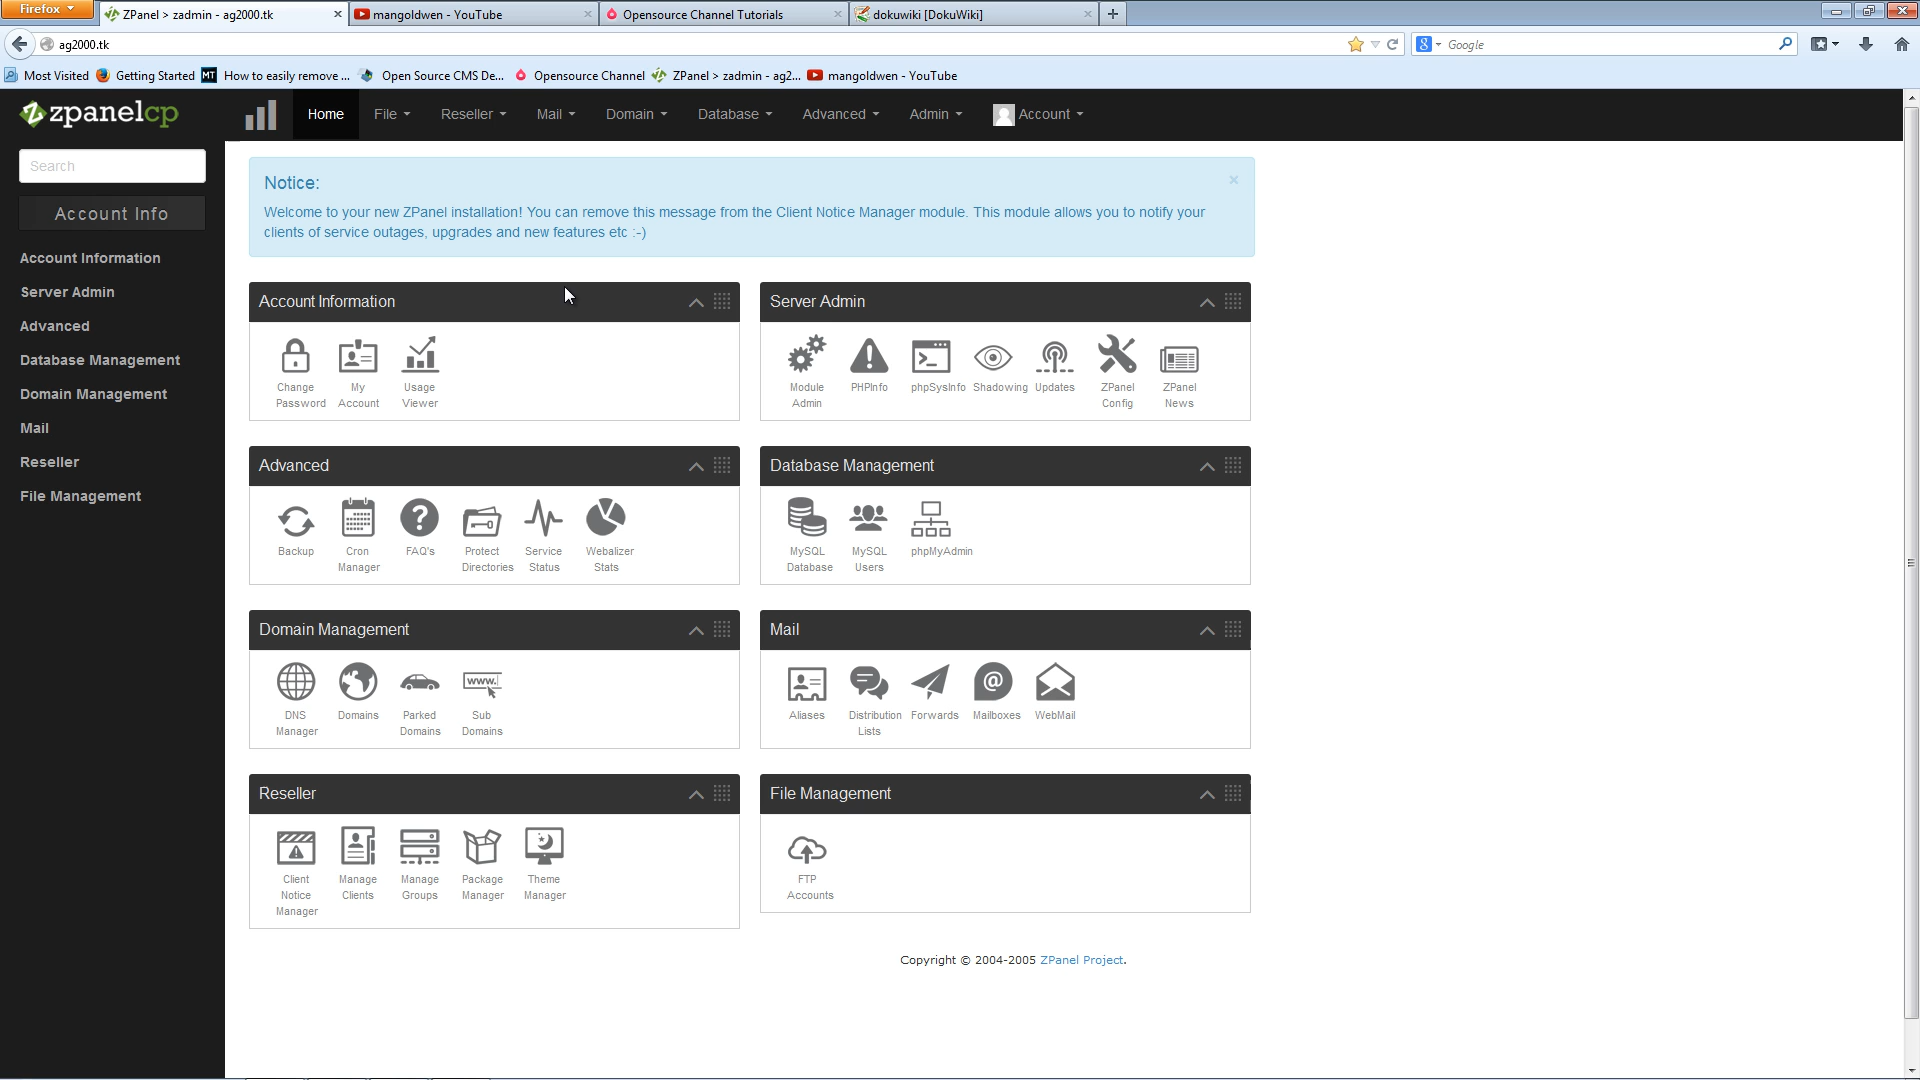 Firefox
ZPanel > zadmin - ag2000.tk
mangoldwen - YouTube
Opensource Channel Tutorials
dokuwiki [DokuWiki]
ag2000.tk
Google
Most Visited
Getting Started
MT
How to easily remove ...
Open Source CMS De...
Opensource Channel
ZPanel > zadmin - ag2...
mangoldwen - YouTube
zpanelcp
Home
File
Reseller
Mail
Domain
Database
Advanced
Admin
Account
Search
Account Info
Account Information
Server Admin
Advanced
Database Management
Domain Management
Mail
Reseller
File Management
Notice:
Welcome to your new ZPanel installation! You can remove this message from the Client Notice Manager module. This module allows you to notify your
clients of service outages, upgrades and new features etc :-)
Account Information
Change
Password
My
Account
Usage
Viewer
Server Admin
Module
Admin
PHPInfo
phpSysInfo
Shadowing
Updates
ZPanel
Config
ZPanel
News
Advanced
Backup
Cron
Manager
FAQ's
Protect
Directories
Service
Status
Webalizer
Stats
Database Management
MySQL
Database
MySQL
Users
phpMyAdmin
Domain Management
DNS
Manager
Domains
Parked
Domains
www.
Sub
Domains
Mail
Aliases
Distribution
Lists
Forwards
@
Mailboxes
WebMail
Reseller
Client
Notice
Manager
Manage
Clients
Manage
Groups
Package
Manager
Theme
Manager
File Management
FTP
Accounts
Copyright © 2004-2005 ZPanel Project.